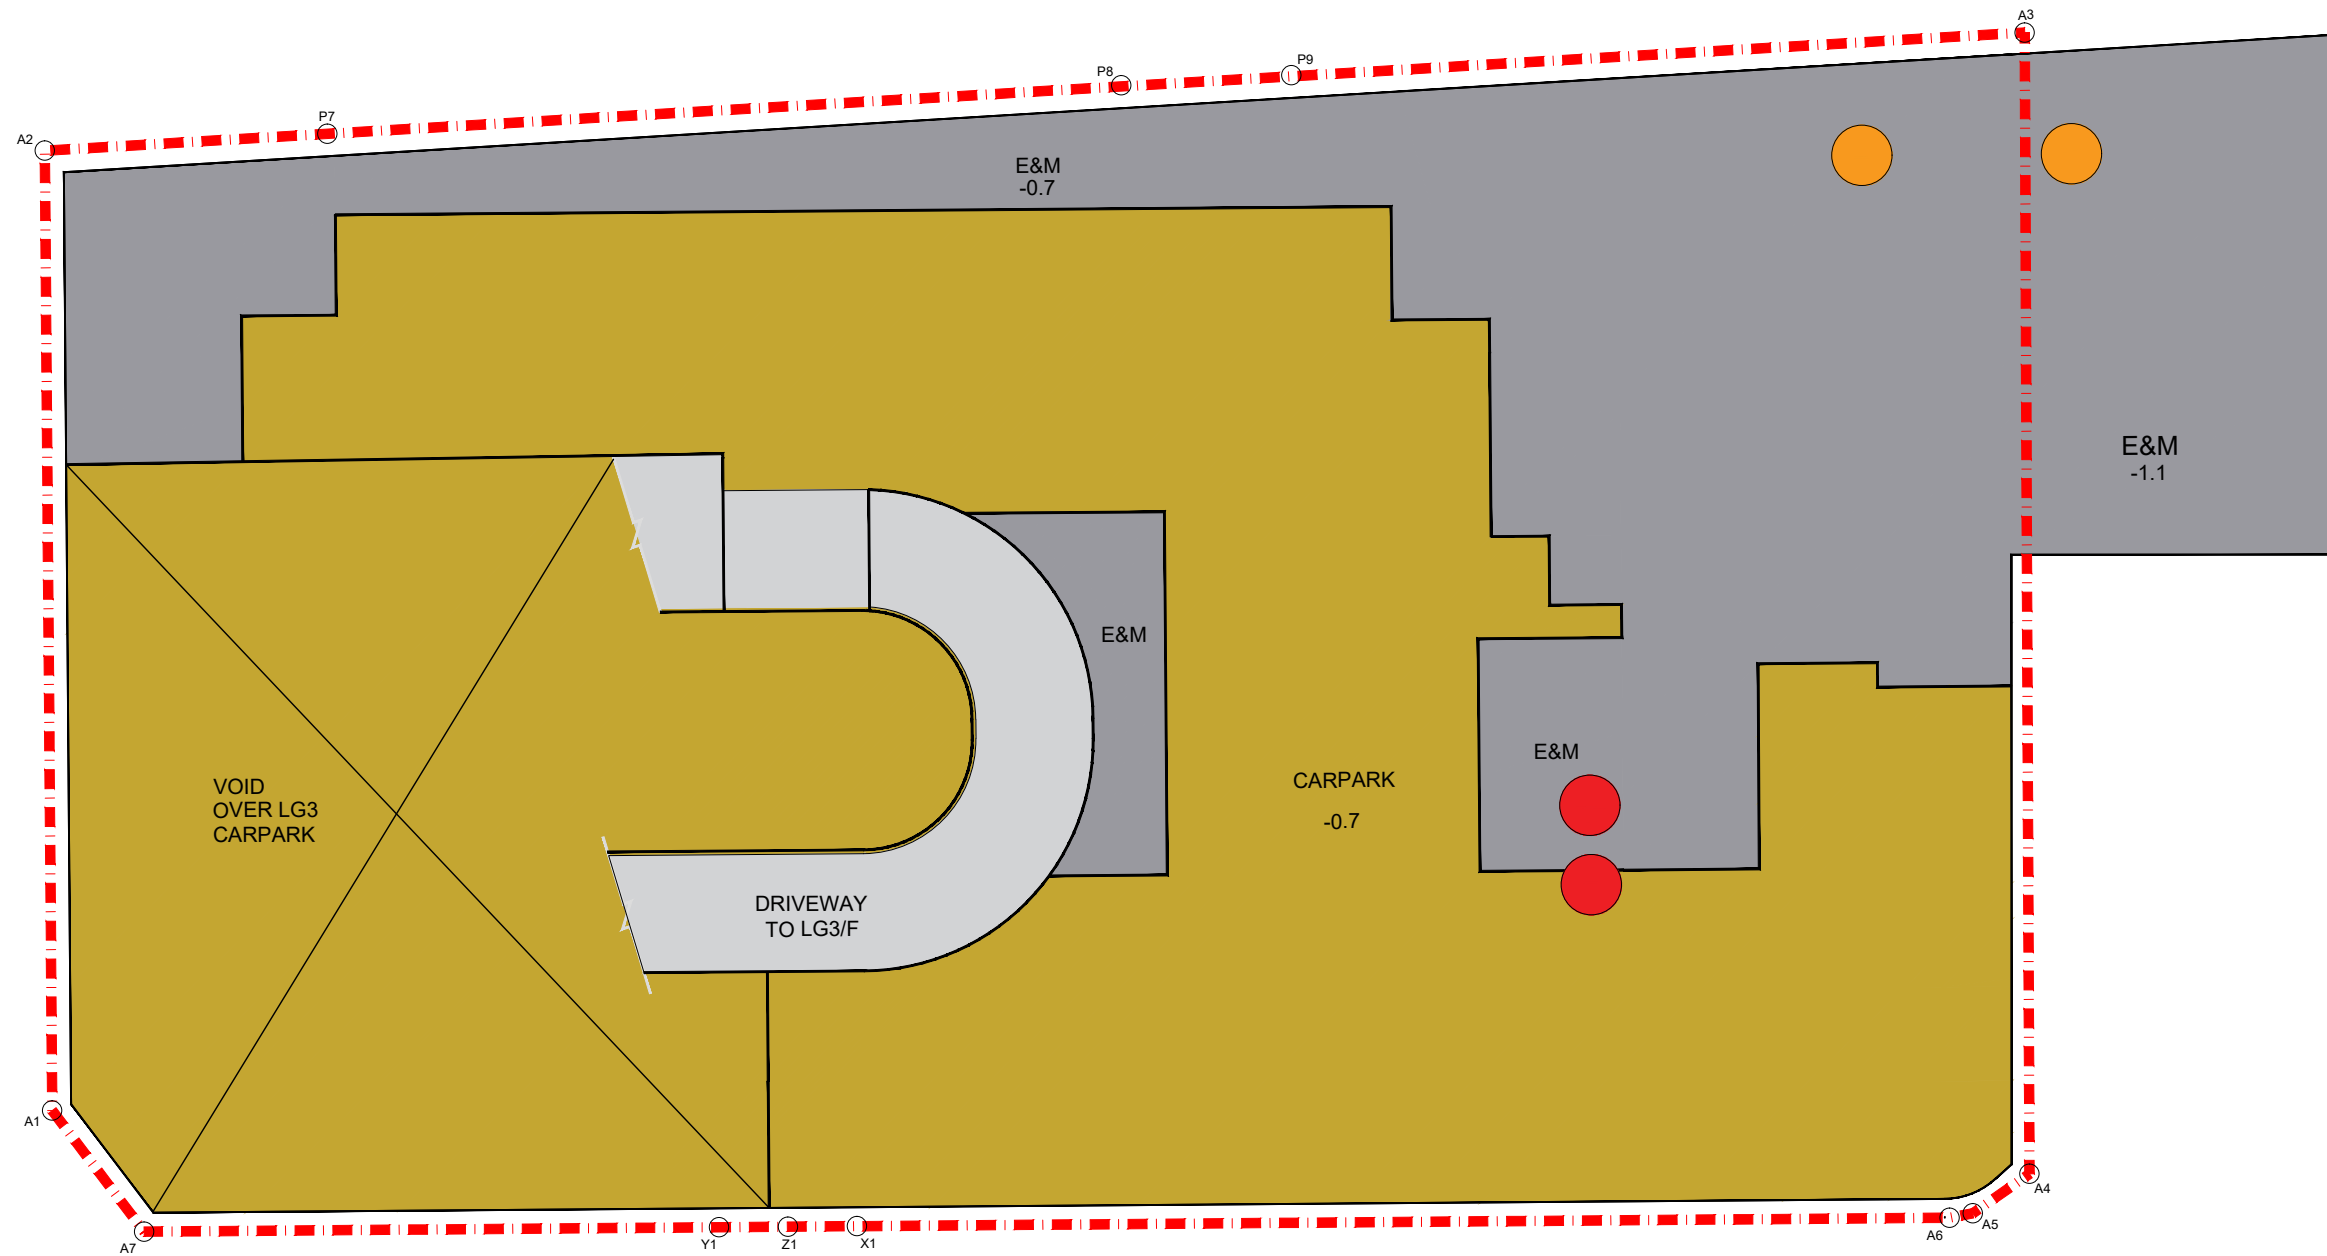 A3
P9
P8
P7
A2
E&M
-0.7
E&M
-1.1
E&M
E&M
CARPARK
-0.7
VOID
OVER LG3
CARPARK
DRIVEWAY
TO LG3/F
A1
A4
A5
A6
A7
Y1
Z1
X1